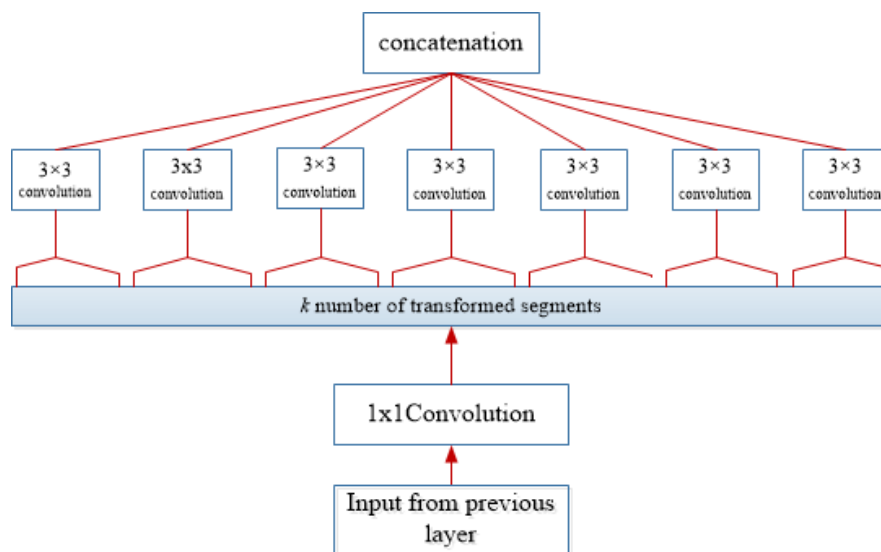 concatenation
3×3
convolution
3x3
convolution
3×3
convolution
3×3
convolution
3×3
convolution
3×3
convolution
3×3
convolution
k number of transformed segments
1x1Convolution
Input from previous
layer